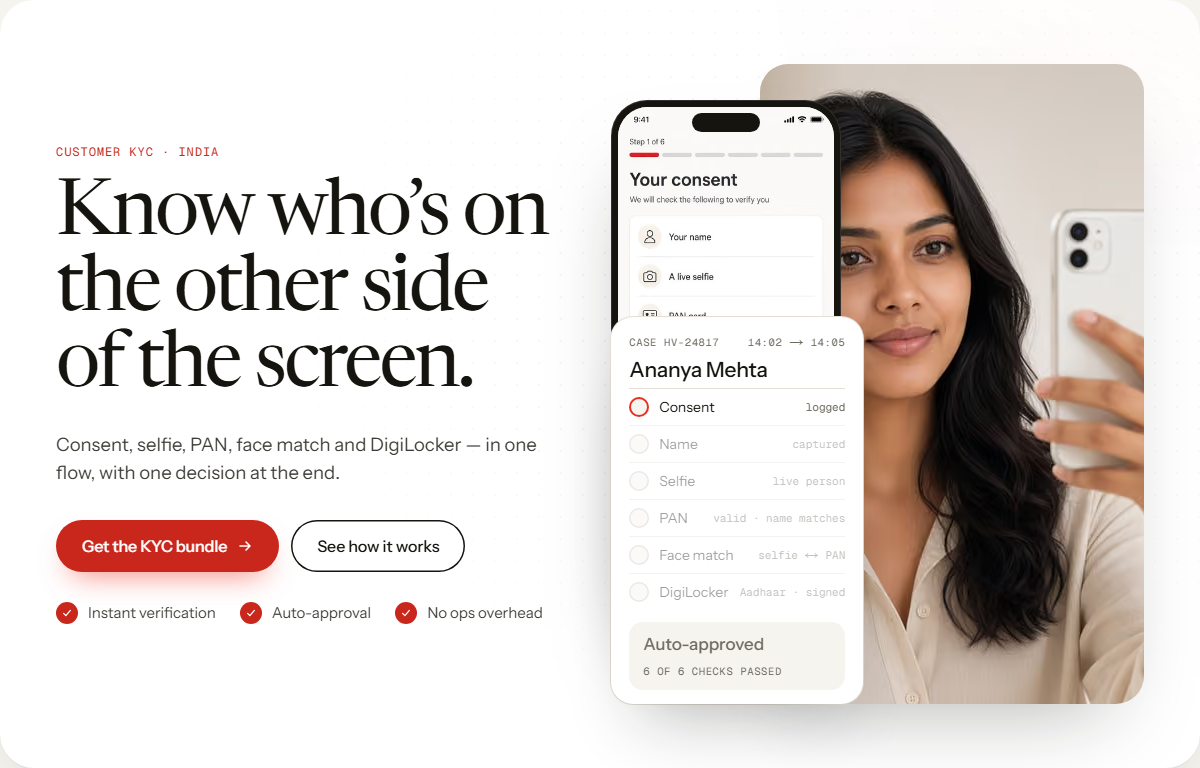 CUSTOMER KYC · INDIA
Know who's on
the other side
of the screen.
Consent, selfie, PAN, face match and DigiLocker — in one
flow, with one decision at the end.
Get the KYC bundle →
See how it works
Instant verification
Auto-approval
No ops overhead
9:41
Step 1 of 6
Your consent
We will check the following to verify you
Your name
A live selfie
PAN card
CASE HV-24817 14:02 → 14:05
Ananya Mehta
Consent logged
Name captured
Selfie live person
PAN valid · name matches
Face match selfie ↔ PAN
DigiLocker Aadhaar · signed
Auto-approved
6 OF 6 CHECKS PASSED